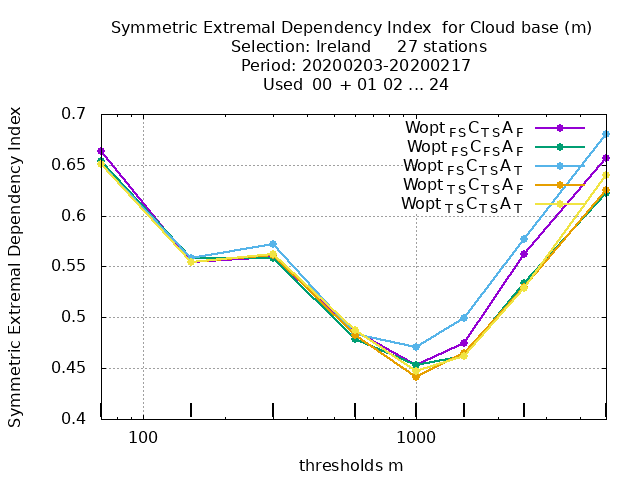 Symmetric Extremal Dependency Index for Cloud base (m)
Selection: Ireland 27 stations
Period: 20200203-20200217
Used 00 + 01 02 ... 24
Symmetric Extremal Dependency Index
0.7
0.65
0.6
0.55
0.5
0.45
0.4
Wopt FS C TS A F
Wopt FS C FS A F
Wopt FS C TS A T
Wopt TS C TS A F
Wopt TS C TS A T
100
1000
thresholds m